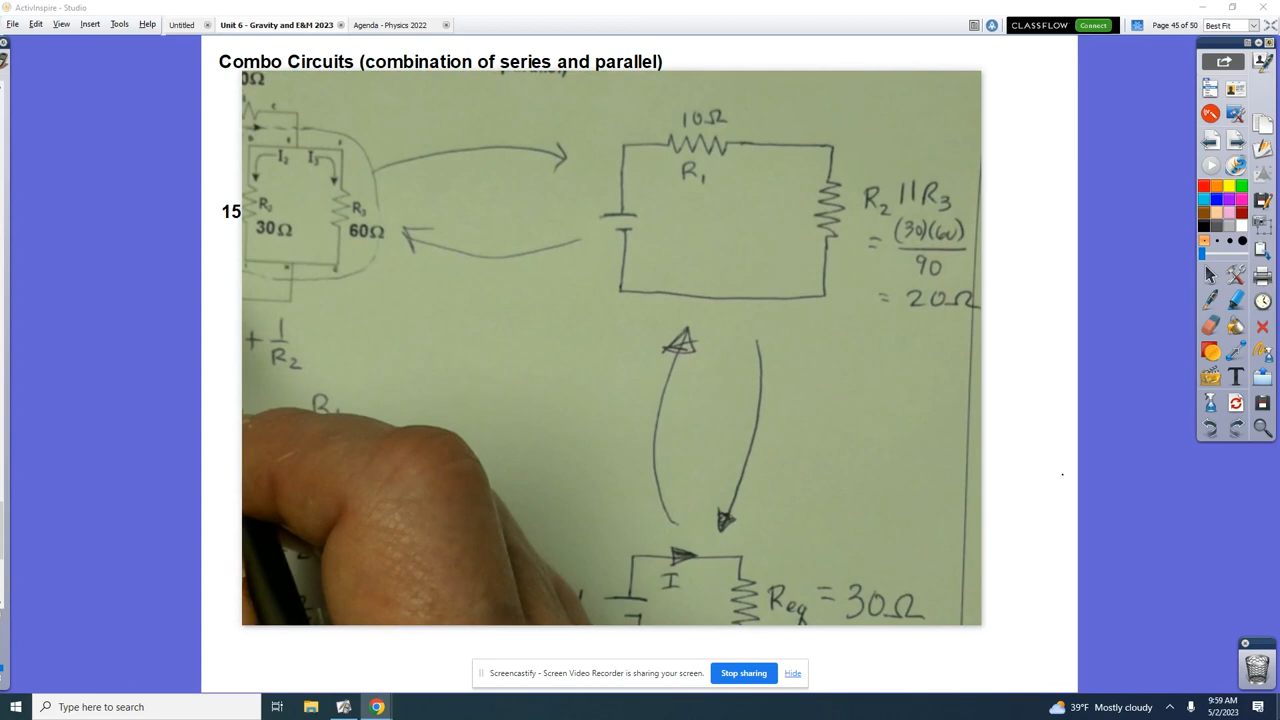 ActivInspire - Studio
File Edit View Insert Tools Help
Untitled
Unit 6 - Gravity and E&M 2023
Agenda - Physics 2022
CLASSFLOW Connect
Page 45 of 50
Best Fit
Combo Circuits (combination of series and parallel)
0Ω
10Ω
R₁
I₂ I₃
15
R₂
30Ω
R₃
60Ω
R₂ || R₃
= (30)(60)
90
= 20Ω
+ 1
R₂
R₁
I
Req = 30Ω
Screencastify - Screen Video Recorder is sharing your screen.
Stop sharing
Hide
Type here to search
39°F Mostly cloudy
9:59 AM
5/2/2023